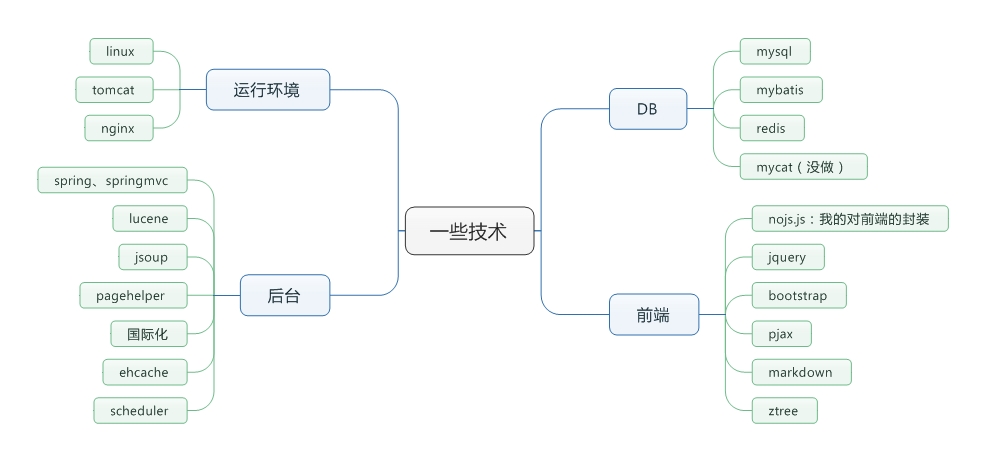 一些技术
运行环境
linux
tomcat
nginx
后台
spring、springmvc
lucene
jsoup
pagehelper
国际化
ehcache
scheduler
DB
mysql
mybatis
redis
mycat（没做）
前端
nojs.js：我的对前端的封装
jquery
bootstrap
pjax
markdown
ztree